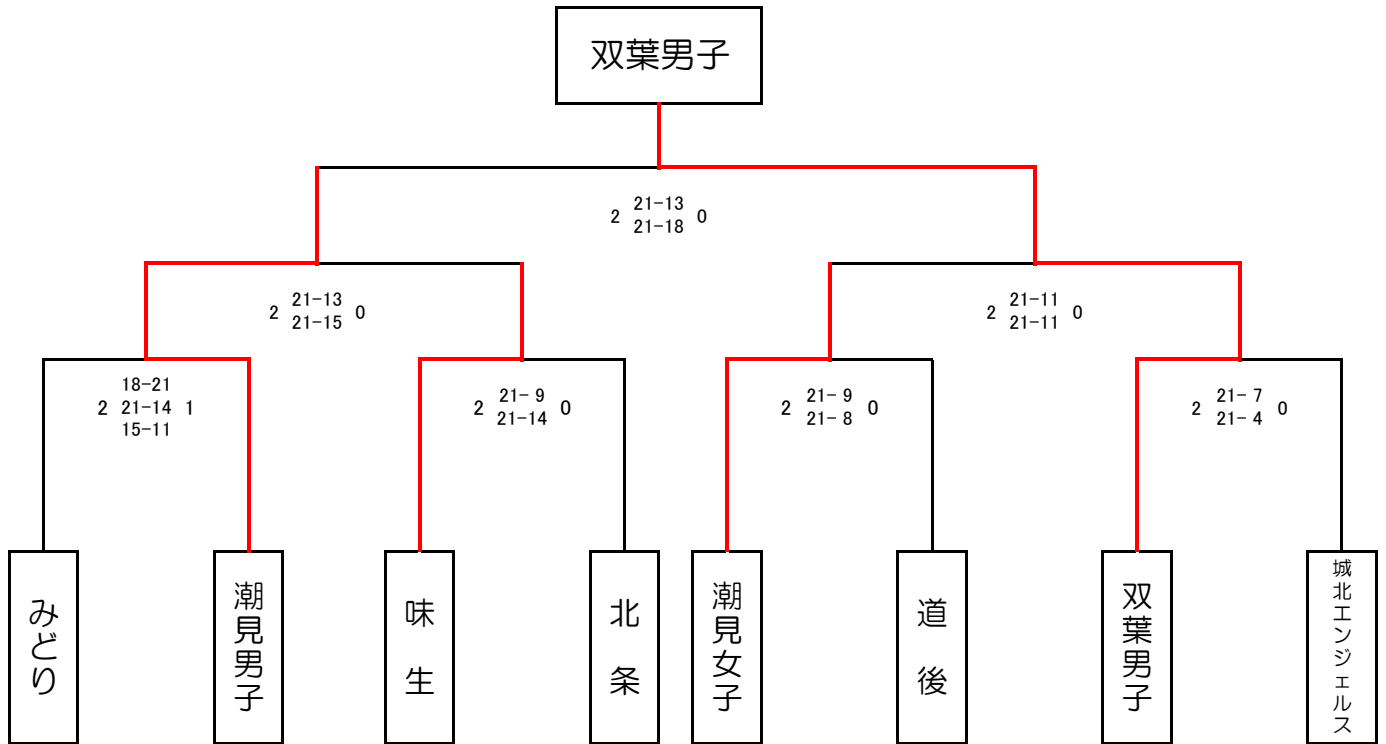 双葉男子
2 21-13 0
21-18
2 21-13 0
21-15
2 21-11 0
21-11
18-21
2 21-14 1
15-11
2 21- 9 0
21-14
2 21- 9 0
21- 8
2 21- 7 0
21- 4
みどり
潮見男子
味生
北条
潮見女子
道後
双葉男子
城北エンジェルス